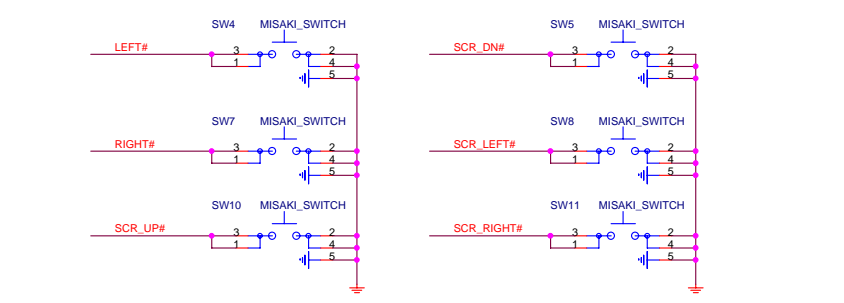 SW4 MISAKI_SWITCH SW5 MISAKI_SWITCH
LEFT# 3 2 SCR_DN# 3 2
1 4 1 4
5 5
SW7 MISAKI_SWITCH SW8 MISAKI_SWITCH
RIGHT# 3 2 SCR_LEFT# 3 2
1 4 1 4
5 5
SW10 MISAKI_SWITCH SW11 MISAKI_SWITCH
SCR_UP# 3 2 SCR_RIGHT# 3 2
1 4 1 4
5 5